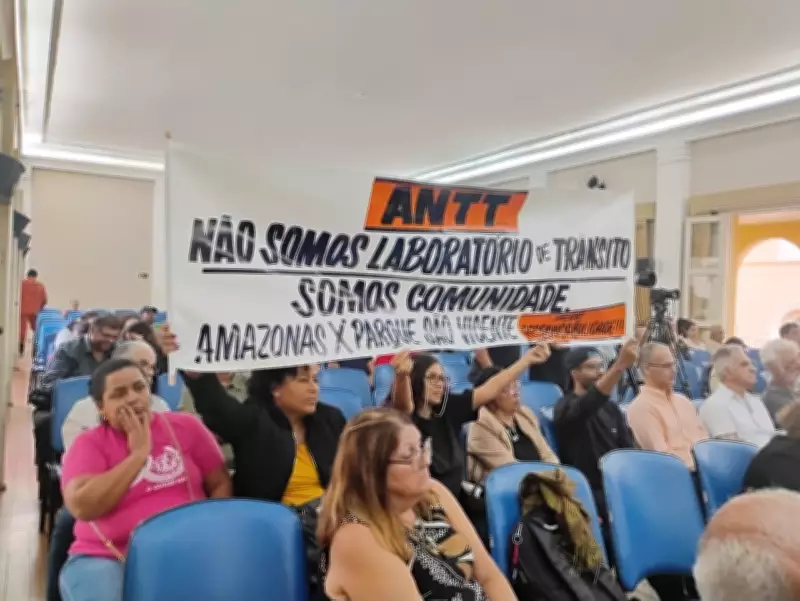 ANTT
NÃO SOMOS LABORATÓRIO DE TRÂNSITO
SOMOS COMUNIDADE.
AMAZONAS X PARQUE SÃO VICENTE